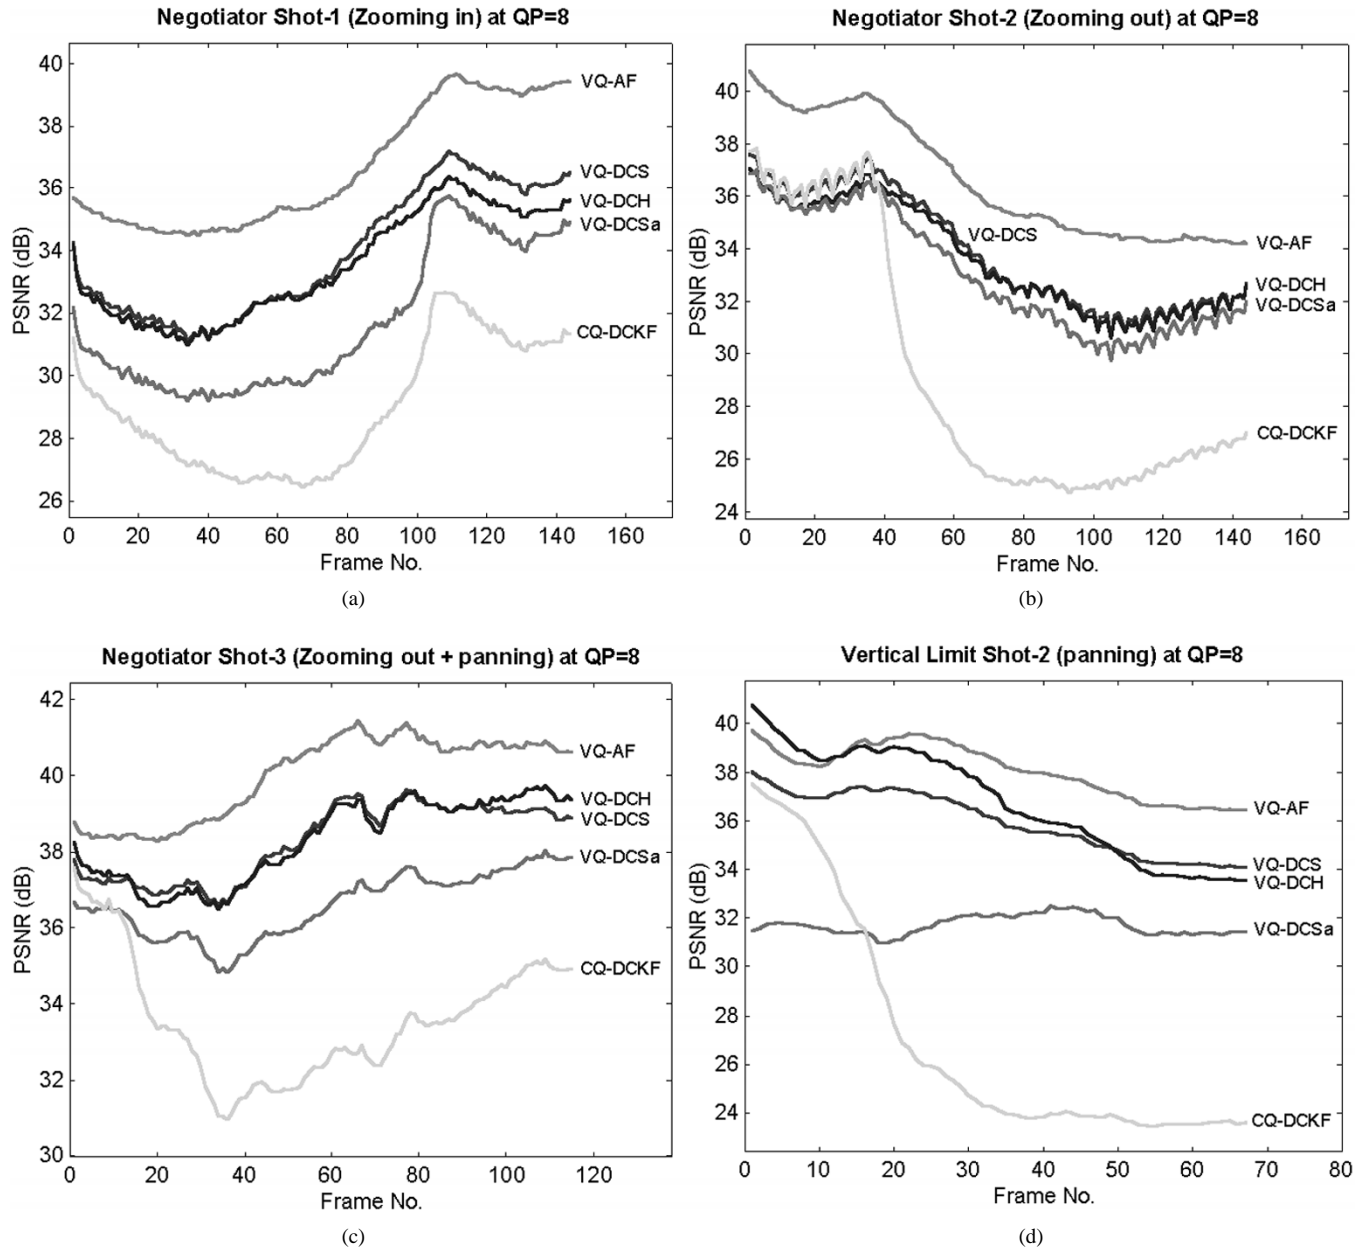 Negotiator Shot-1 (Zooming in) at QP=8
PSNR (dB)
40
38
36
34
32
30
28
26
VQ-AF
VQ-DCS
VQ-DCH
VQ-DCSa
CQ-DCKF
0 20 40 60 80 100 120 140 160
Frame No.
(a)
Negotiator Shot-2 (Zooming out) at QP=8
PSNR (dB)
40
38
36
34
32
30
28
26
24
VQ-DCS
VQ-AF
VQ-DCH
VQ-DCSa
CQ-DCKF
0 20 40 60 80 100 120 140 160
Frame No.
(b)
Negotiator Shot-3 (Zooming out + panning) at QP=8
PSNR (dB)
42
40
38
36
34
32
30
VQ-AF
VQ-DCH
VQ-DCS
VQ-DCSa
CQ-DCKF
0 20 40 60 80 100 120
Frame No.
(c)
Vertical Limit Shot-2 (panning) at QP=8
PSNR (dB)
40
38
36
34
32
30
28
26
24
VQ-AF
VQ-DCS
VQ-DCH
VQ-DCSa
CQ-DCKF
0 10 20 30 40 50 60 70 80
Frame No.
(d)